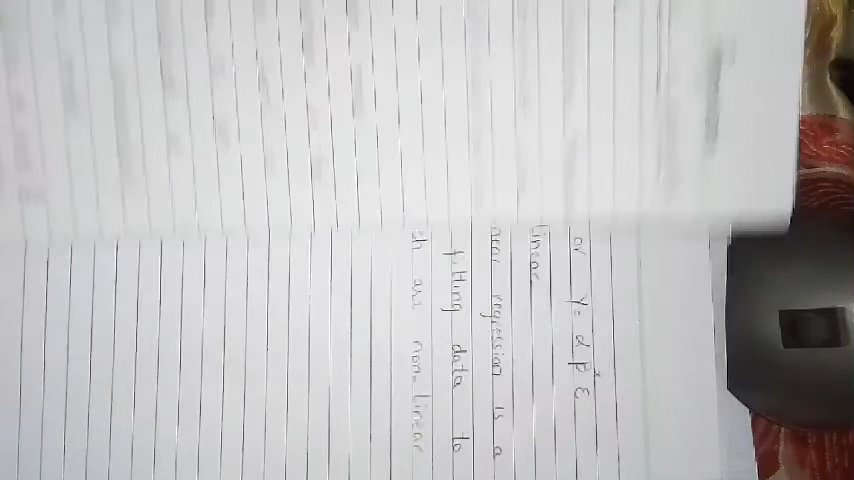 or Y = α β^x ε
linear
near regression is a
fitting data to
ch are non-linear